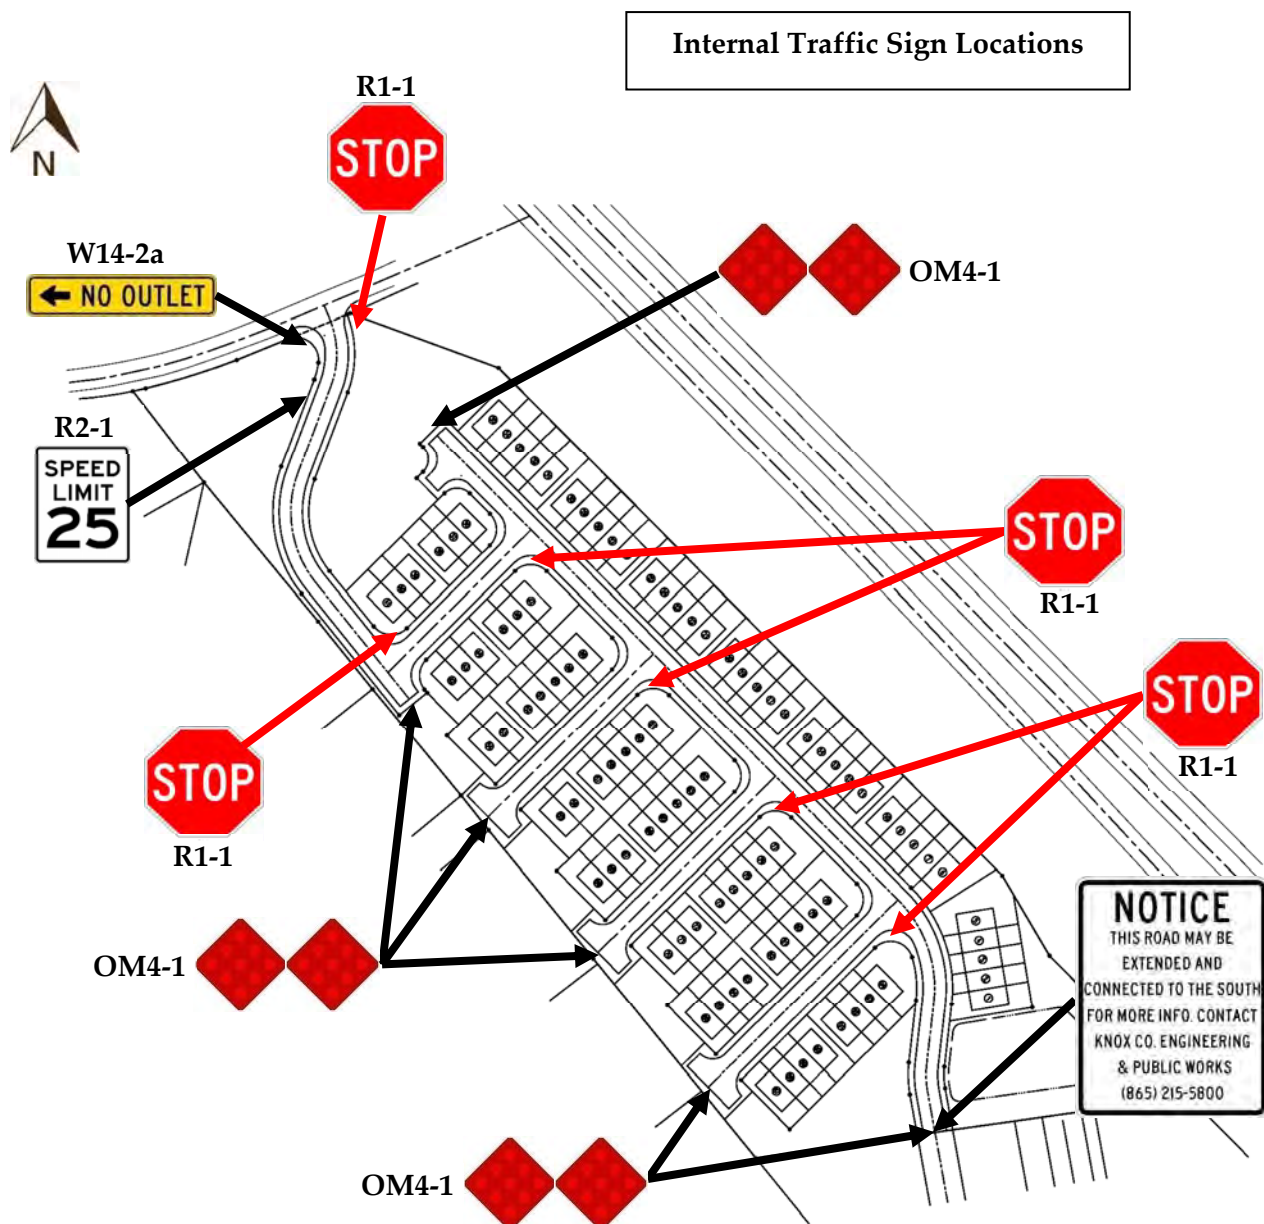 Internal Traffic Sign Locations
R1-1
STOP
N
W14-2a
NO OUTLET
OM4-1
R2-1
SPEED
LIMIT
25
STOP
R1-1
STOP
R1-1
STOP
R1-1
NOTICE
THIS ROAD MAY BE
EXTENDED AND
CONNECTED TO THE SOUTH
FOR MORE INFO. CONTACT
KNOX CO. ENGINEERING
& PUBLIC WORKS
(865) 215-5800
OM4-1
OM4-1